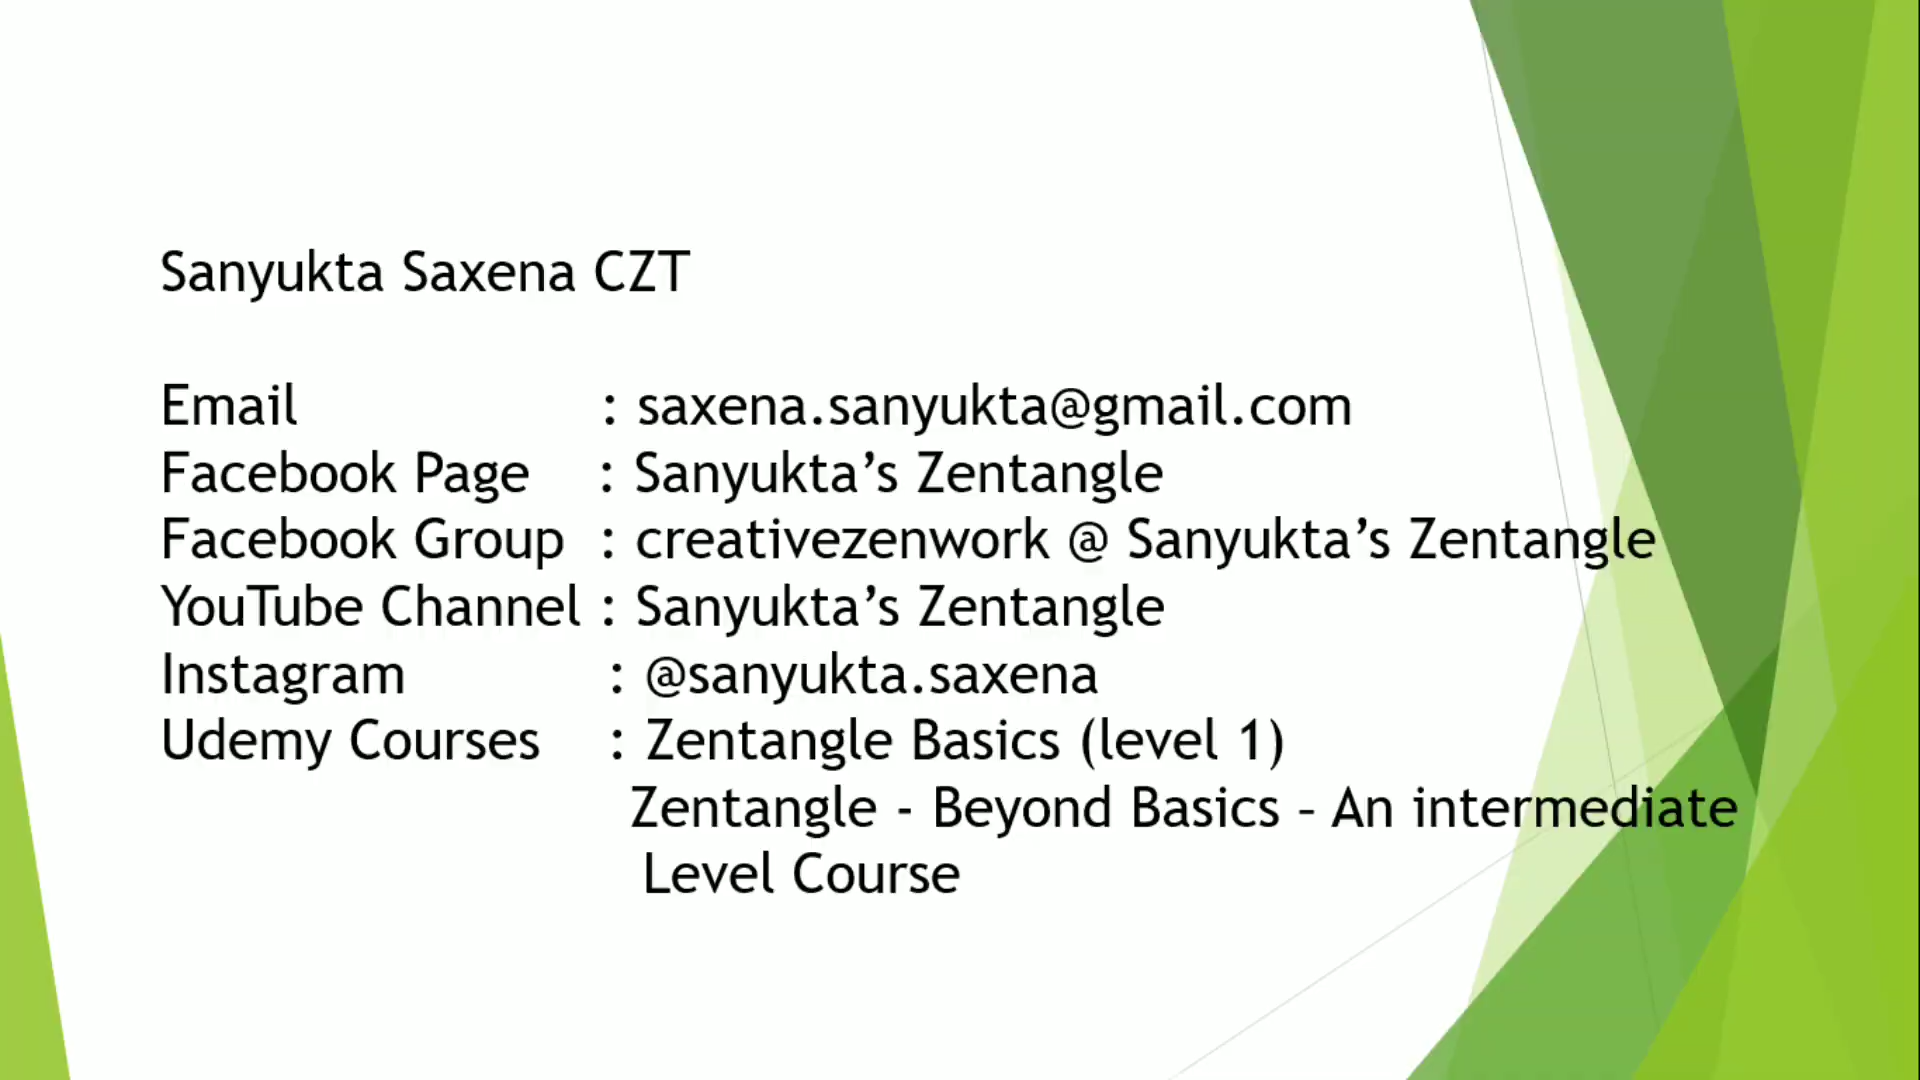 Sanyukta Saxena CZT
Email : saxena.sanyukta@gmail.com
Facebook Page : Sanyukta’s Zentangle
Facebook Group : creativezenwork @ Sanyukta’s Zentangle
YouTube Channel : Sanyukta’s Zentangle
Instagram : @sanyukta.saxena
Udemy Courses : Zentangle Basics (level 1)
Zentangle - Beyond Basics – An intermediate
Level Course